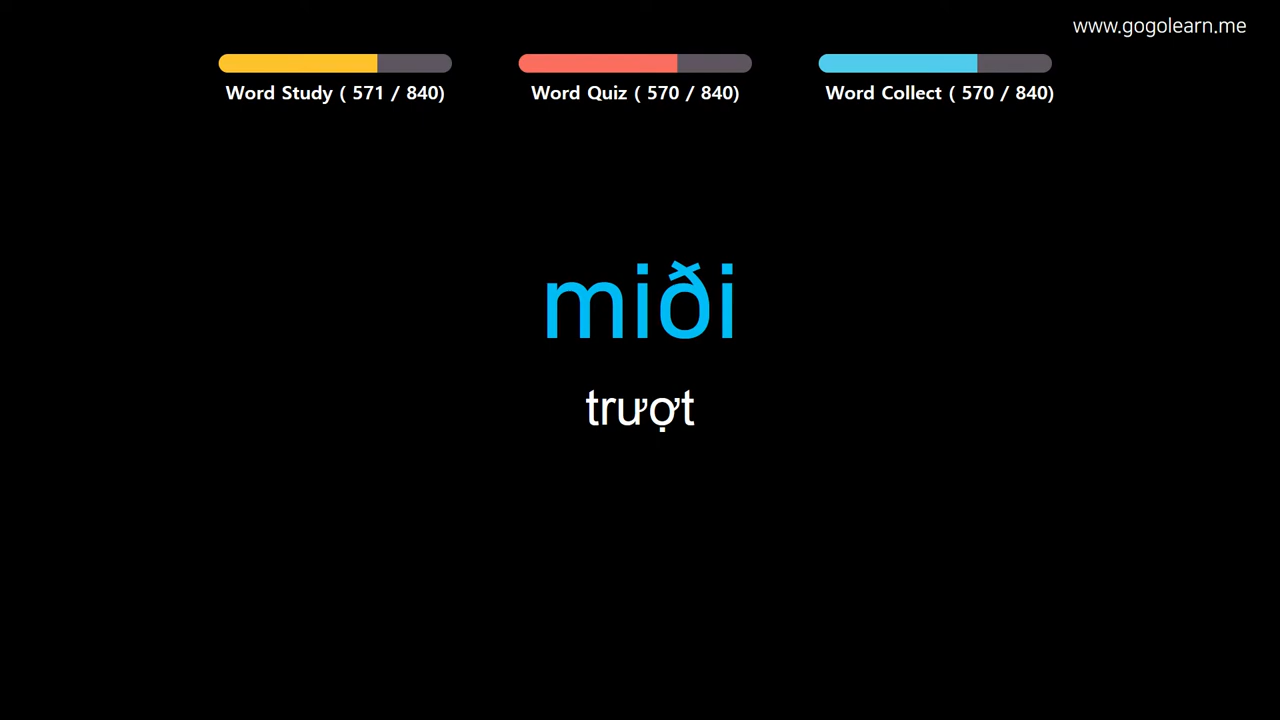 www.gogolearn.me
Word Study ( 571 / 840)
Word Quiz ( 570 / 840)
Word Collect ( 570 / 840)
miði
trượt